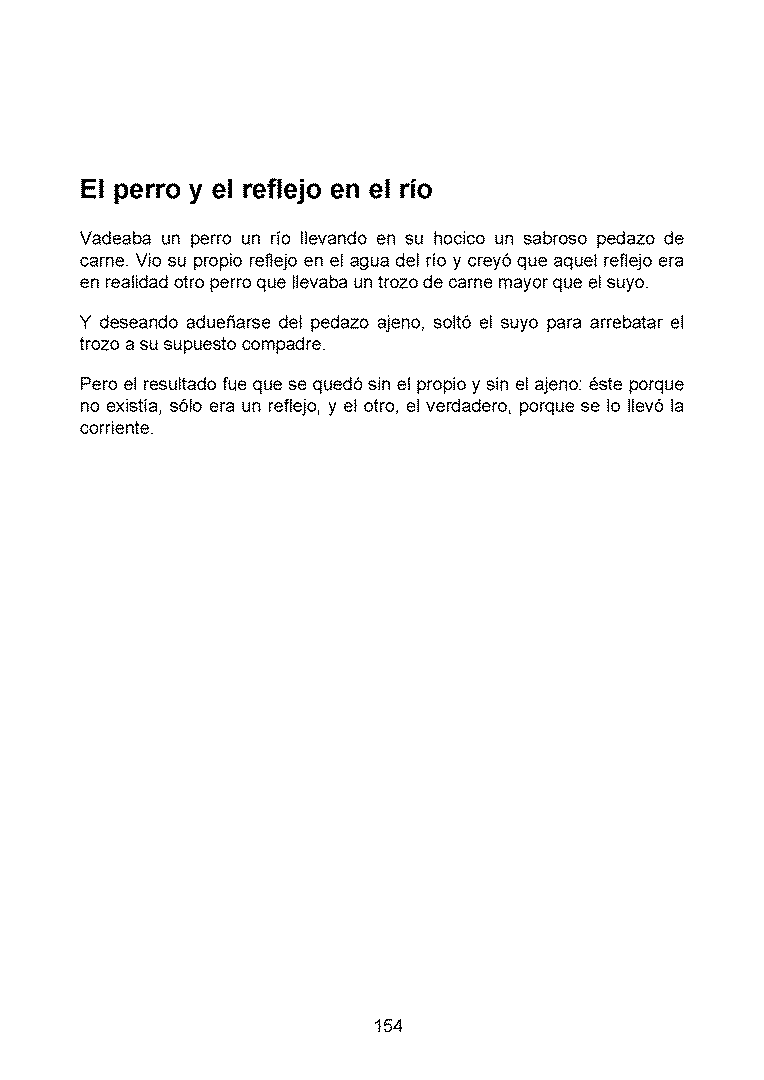 El perro y el reflejo en el río
Vadeaba un perro un río llevando en su hocico un sabroso pedazo de
carne. Vio su propio reflejo en el agua del río y creyó que aquel reflejo era
en realidad otro perro que llevaba un trozo de carne mayor que el suyo.
Y deseando adueñarse del pedazo ajeno, soltó el suyo para arrebatar el
trozo a su supuesto compadre.
Pero el resultado fue que se quedó sin el propio y sin el ajeno: éste porque
no existía, sólo era un reflejo, y el otro, el verdadero, porque se lo llevó la
corriente.
154